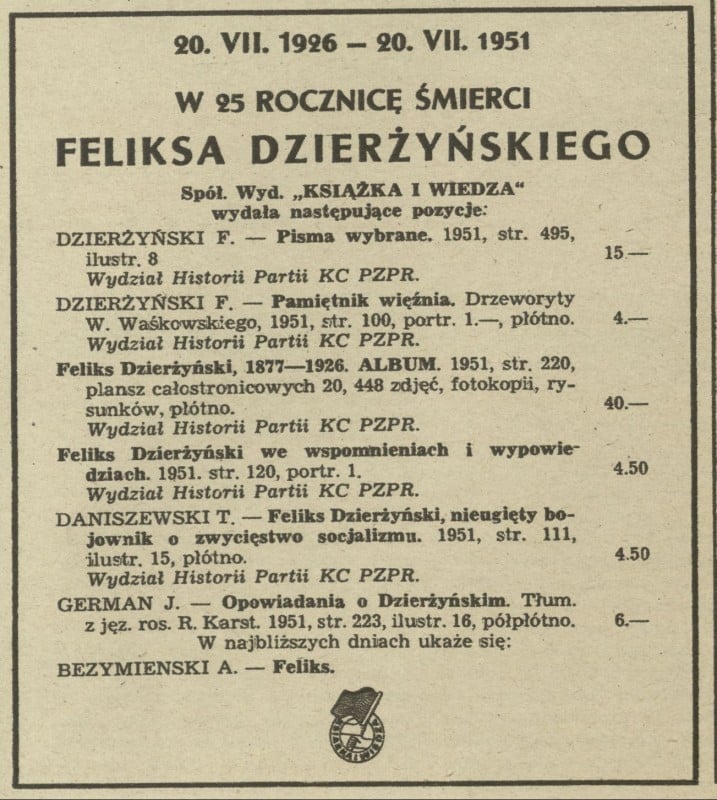 20. VII. 1926 — 20. VII. 1951
W 25 ROCZNICĘ ŚMIERCI
FELIKSA DZIERŻYŃSKIEGO
Spół. Wyd. „KSIĄŻKA I WIEDZA“
wydała następujące pozycje:
DZIERŻYŃSKI F. — Pisma wybrane. 1951, str. 495,
ilustr. 8 15.—
Wydział Historii Partii KC PZPR.
DZIERŻYŃSKI F. — Pamiętnik więźnia. Drzeworyty
W. Waśkowskiego, 1951, str. 100, portr. 1.—, płótno. 4.—
Wydział Historii Partii KC PZPR.
Feliks Dzierżyński, 1877—1926. ALBUM. 1951, str. 220,
plansz całostronicowych 20, 448 zdjęć, fotokopii, ry-
sunków, płótno. 40.—
Wydział Historii Partii KC PZPR.
Feliks Dzierżyński we wspomnieniach i wypowie-
dziach. 1951. str. 120, portr. 1. 4.50
Wydział Historii Partii KC PZPR.
DANISZEWSKI T. — Feliks Dzierżyński, nieugięty bo-
jownik o zwycięstwo socjalizmu. 1951, str. 111,
ilustr. 15, płótno. 4.50
Wydział Historii Partii KC PZPR.
GERMAN J. — Opowiadania o Dzierżyńskim. Tłum.
z jęz. ros. R. Karst. 1951, str. 223, ilustr. 16, półpłótno. 6.—
W najbliższych dniach ukaże się:
BEZYMIENSKI A. — Feliks.
KSIĄŻKA I WIEDZA